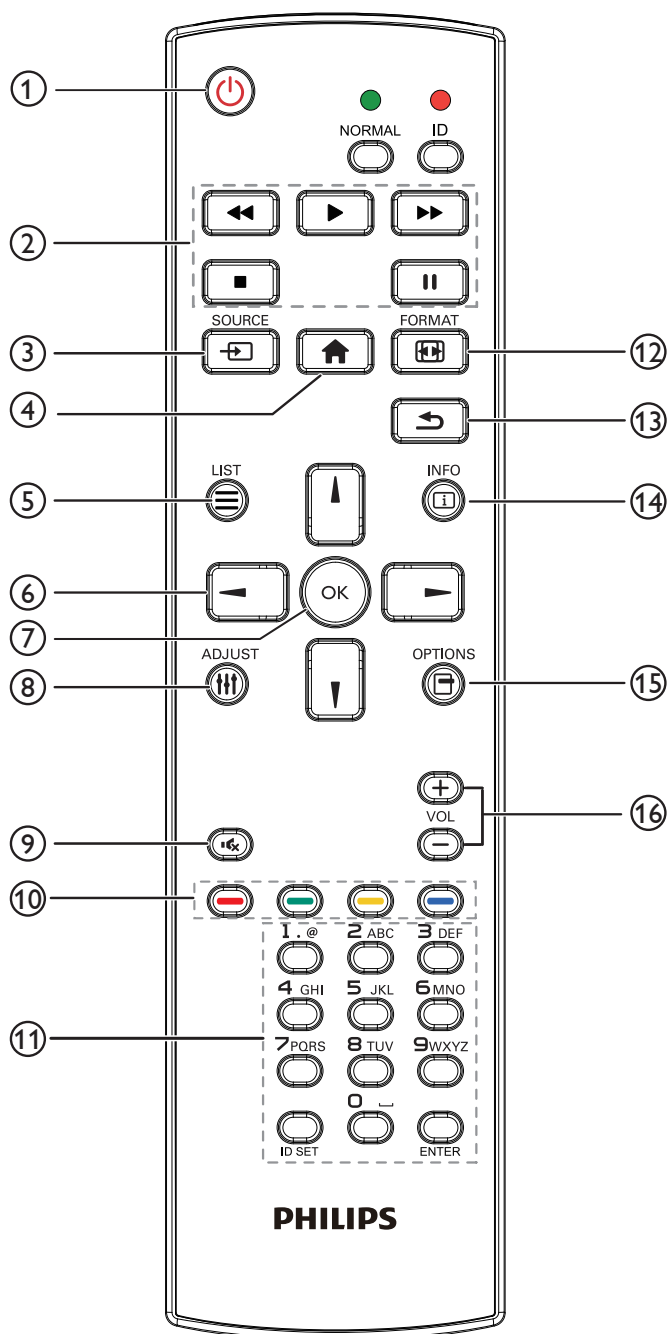 1
NORMAL ID
2
SOURCE FORMAT
3 12
4
13
LIST INFO
5 14
6 OK
7
ADJUST OPTIONS
8 15
VOL 16
9
10
1 . @ 2 ABC 3 DEF
4 GHI 5 JKL 6 MNO
11
7 PQRS 8 TUV 9 WXYZ
0
ID SET ENTER
PHILIPS